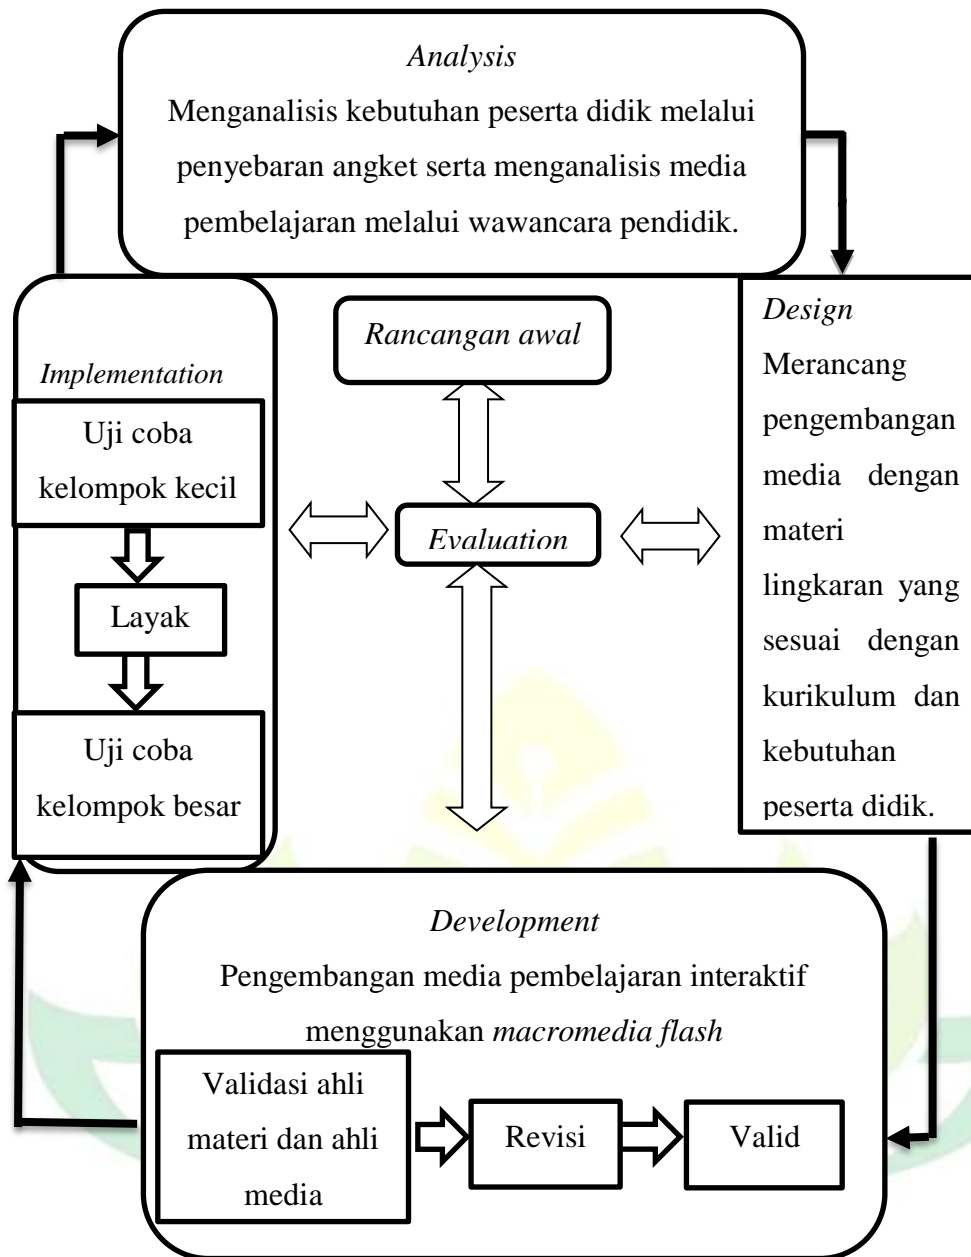 Analysis
Menganalisis kebutuhan peserta didik melalui
penyebaran angket serta menganalisis media
pembelajaran melalui wawancara pendidik.
Rancangan awal
Design
Merancang
pengembangan
media dengan
materi
lingkaran yang
sesuai dengan
kurikulum dan
kebutuhan
peserta didik.
Implementation
Uji coba
kelompok kecil
Layak
Uji coba
kelompok besar
Evaluation
Development
Pengembangan media pembelajaran interaktif
menggunakan macromedia flash
Validasi ahli
materi dan ahli
media
Revisi
Valid